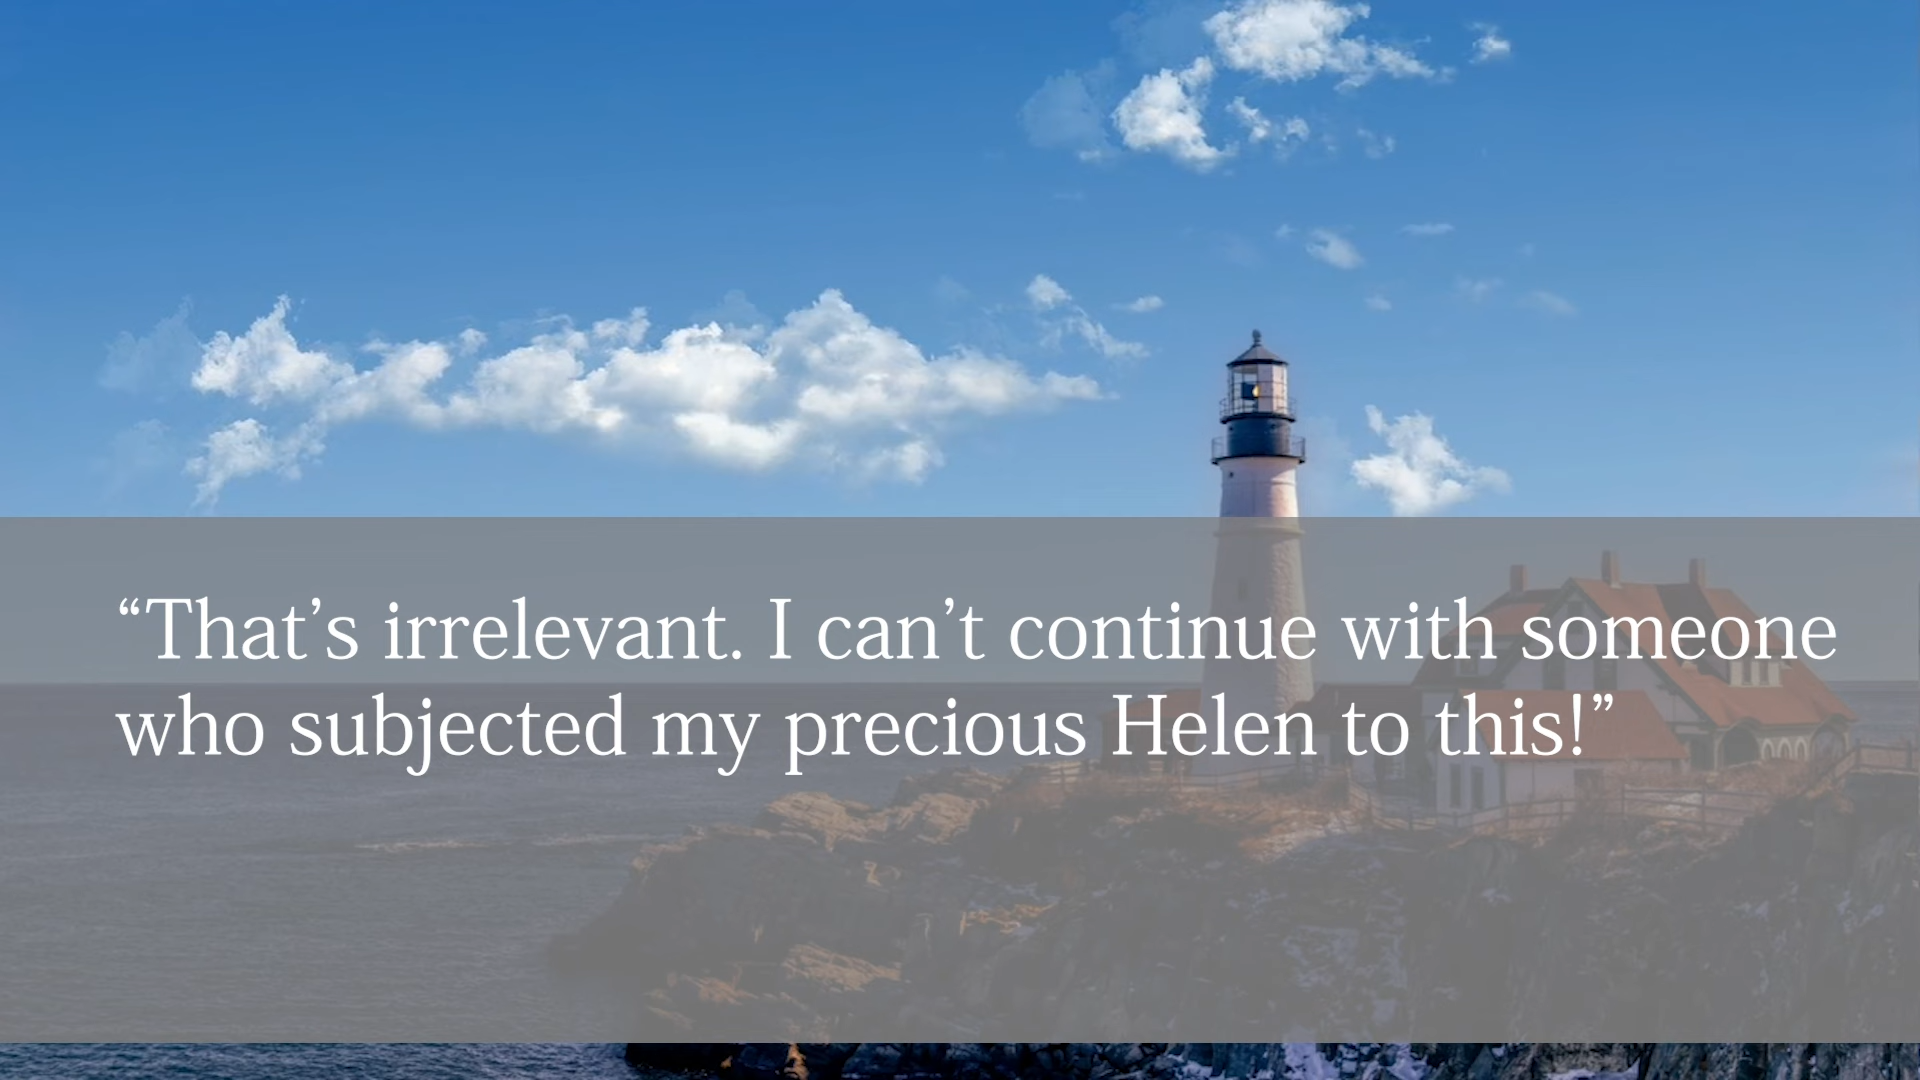 “That’s irrelevant. I can’t continue with someone
who subjected my precious Helen to this!”